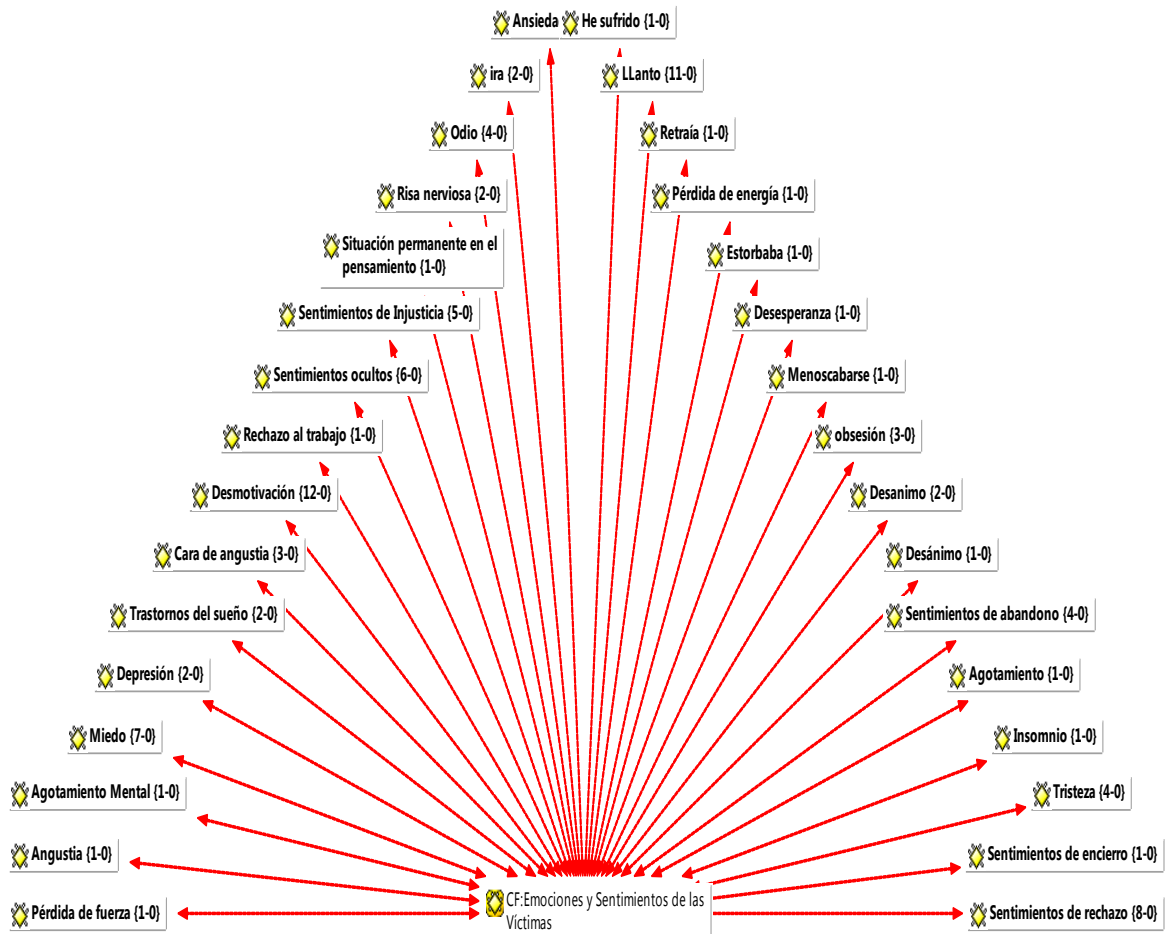 Ansieda
He sufrido {1-0}
ira {2-0}
LLanto {11-0}
Odio {4-0}
Retraía {1-0}
Risa nerviosa {2-0}
Pérdida de energía {1-0}
Situación permanente en el
pensamiento {1-0}
Estorbaba {1-0}
Sentimientos de Injusticia {5-0}
Desesperanza {1-0}
Sentimientos ocultos {6-0}
Menoscabarse {1-0}
Rechazo al trabajo {1-0}
obsesión {3-0}
Desmotivación {12-0}
Desanimo {2-0}
Cara de angustia {3-0}
Desánimo {1-0}
Trastornos del sueño {2-0}
Sentimientos de abandono {4-0}
Depresión {2-0}
Agotamiento {1-0}
Miedo {7-0}
Insomnio {1-0}
Agotamiento Mental {1-0}
Tristeza {4-0}
Angustia {1-0}
Sentimientos de encierro {1-0}
Pérdida de fuerza {1-0}
CF:Emociones y Sentimientos de las
Víctimas
Sentimientos de rechazo {8-0}